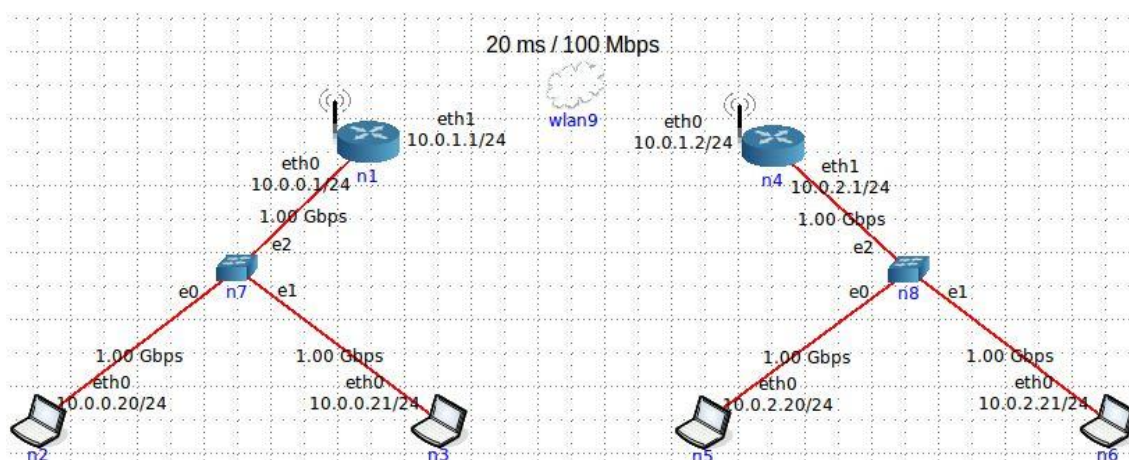 20 ms / 100 Mbps
wlan9
eth1
10.0.1.1/24
eth0
10.0.0.1/24
n1
eth0
10.0.1.2/24
n4
eth1
10.0.2.1/24
1.00 Gbps
e2
1.00 Gbps
e2
n7
e0
e1
n8
e0
e1
1.00 Gbps
1.00 Gbps
1.00 Gbps
1.00 Gbps
eth0
10.0.0.20/24
eth0
10.0.0.21/24
eth0
10.0.2.20/24
eth0
10.0.2.21/24
n2
n3
n5
n6